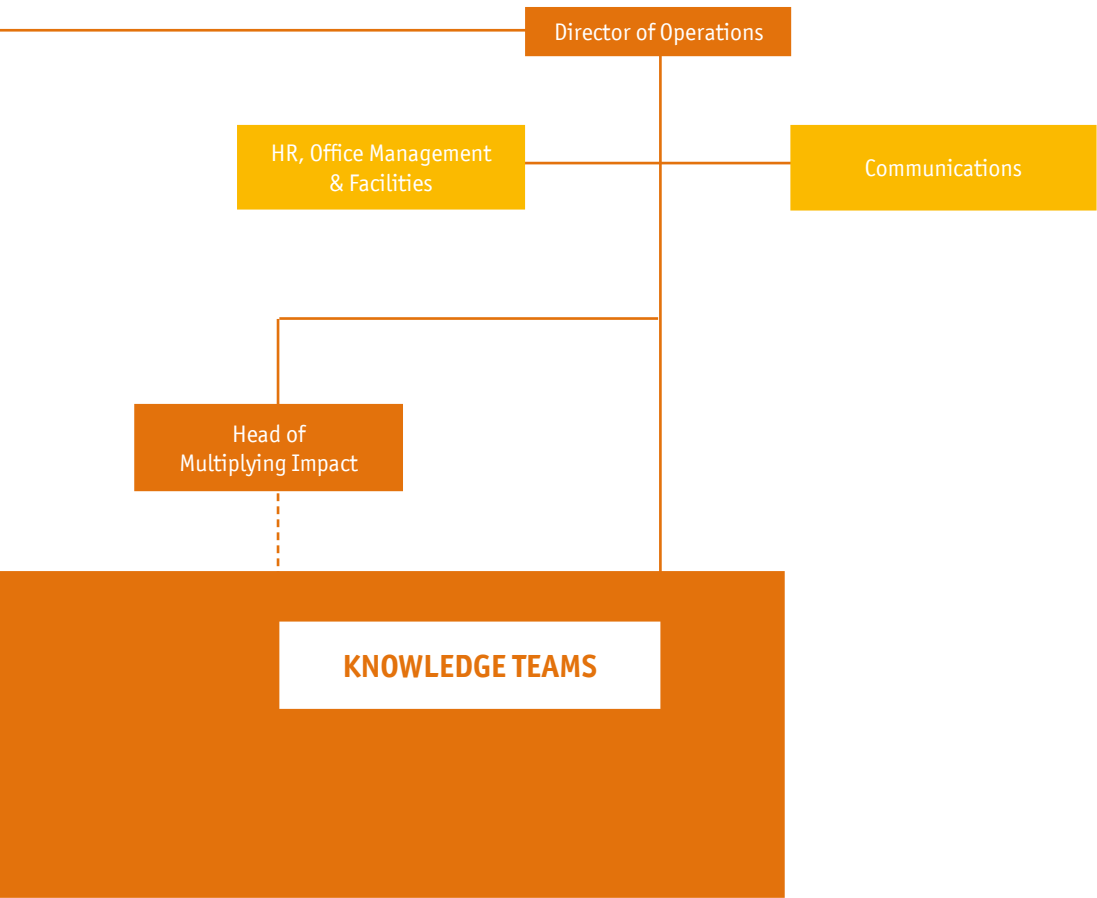 Director of Operations
HR, Office Management
& Facilities
Communications
Head of
Multiplying Impact
KNOWLEDGE TEAMS